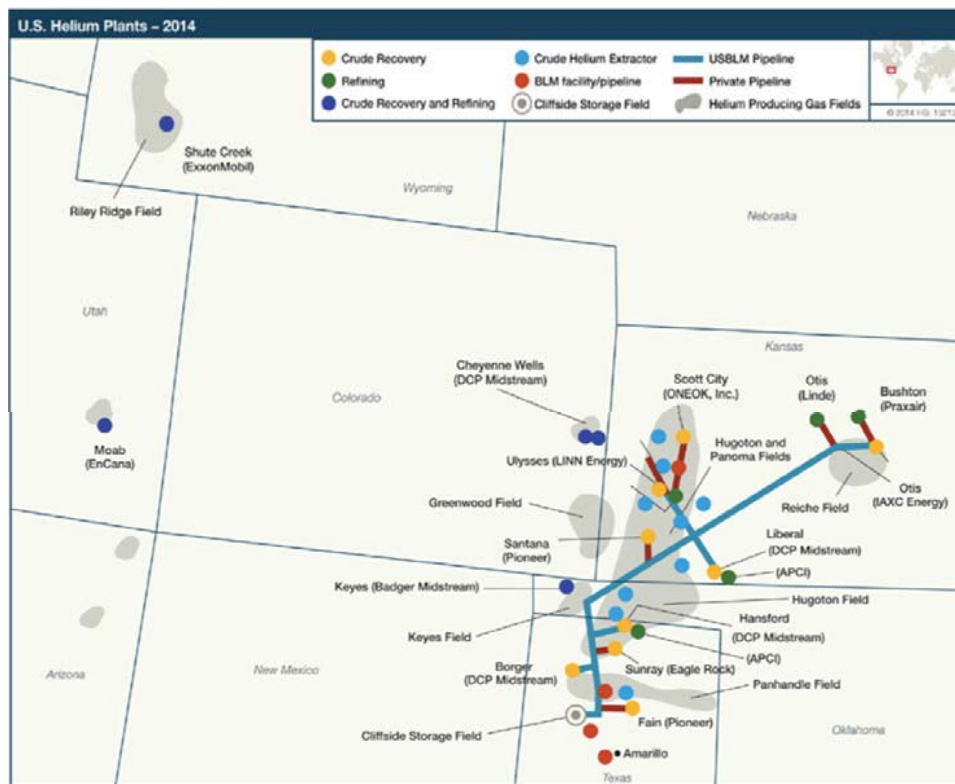 U.S. Helium Plants – 2014
Crude Recovery
Refining
Crude Recovery and Refining
Crude Helium Extractor
BLM facility/pipeline
Cliffside Storage Field
USBLM Pipeline
Private Pipeline
Helium Producing Gas Fields
© 2014 IHS:
Shute Creek
(ExxonMobil)
Riley Ridge Field
Wyoming
Nebraska
Utah
Colorado
Kansas
Cheyenne Wells
(DCP Midstream)
Scott City
(ONEOK, Inc.)
Otis
(Linde)
Bushton
(Praxair)
Moab
(EnCana)
Ulysses (LINN Energy)
Hugoton and
Panoma Fields
Greenwood Field
Reiche Field
Otis
(IAXC Energy)
Santana
(Pioneer)
Liberal
(DCP Midstream)
(APCI)
Keyes (Badger Midstream)
Hugoton Field
Keyes Field
Hansford
(DCP Midstream)
(APCI)
Arizona
New Mexico
Borger
(DCP Midstream)
Sunray (Eagle Rock)
Panhandle Field
Cliffside Storage Field
Fain (Pioneer)
Oklahoma
Amarillo
Texas